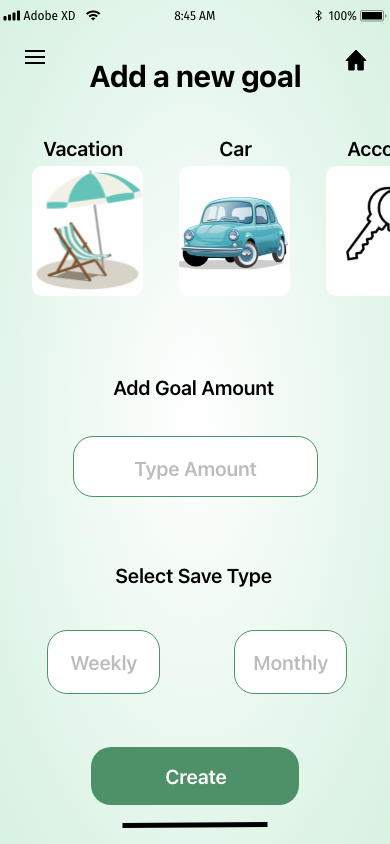 Adobe XD 8:45 AM 100%
Add a new goal
Vacation Car Acco
Add Goal Amount
Type Amount
Select Save Type
Weekly Monthly
Create